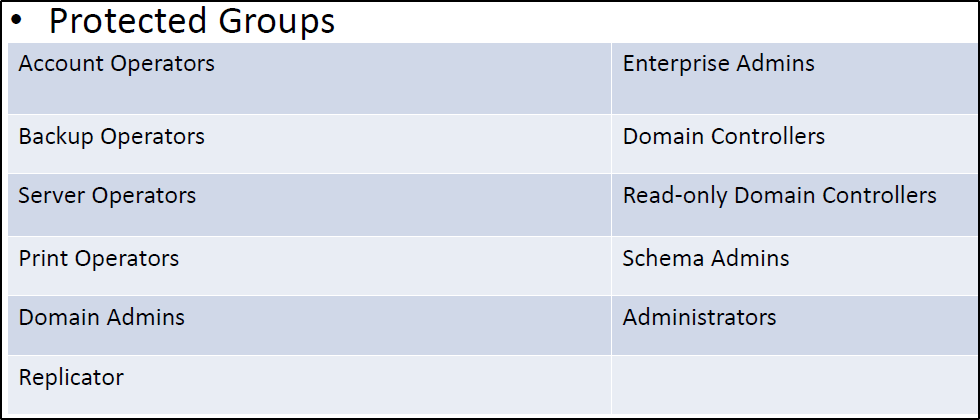 • Protected Groups
Account Operators
Enterprise Admins
Backup Operators
Domain Controllers
Server Operators
Read-only Domain Controllers
Print Operators
Schema Admins
Domain Admins
Administrators
Replicator